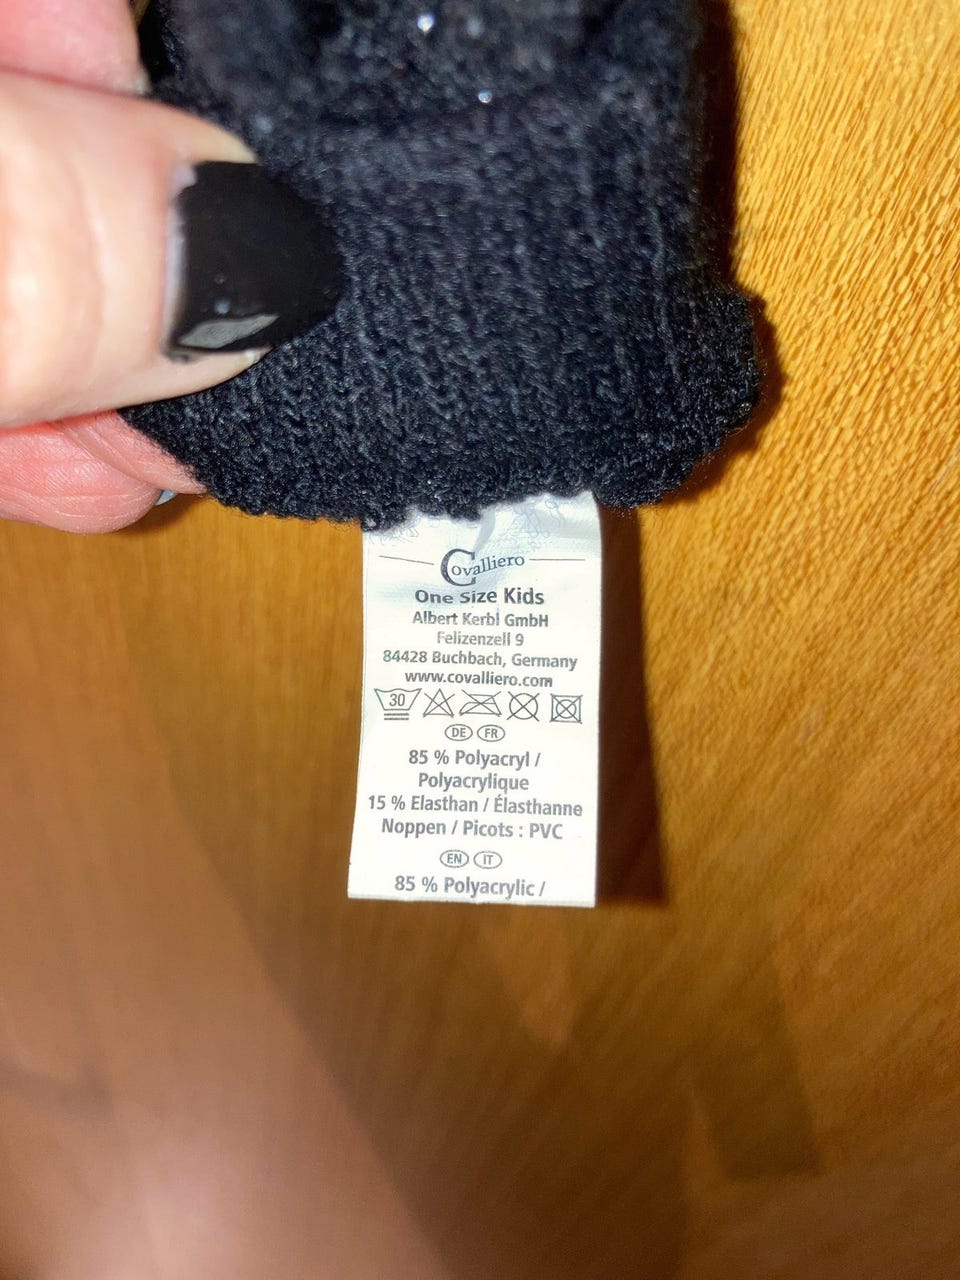 Covalliero
One Size Kids
Albert Kerbl GmbH
Felizenzell 9
84428 Buchbach, Germany
www.covalliero.com
30
DE FR
85 % Polyacryl /
Polyacrylique
15 % Elasthan / Élasthanne
Noppen / Picots : PVC
EN IT
85 % Polyacrylic /